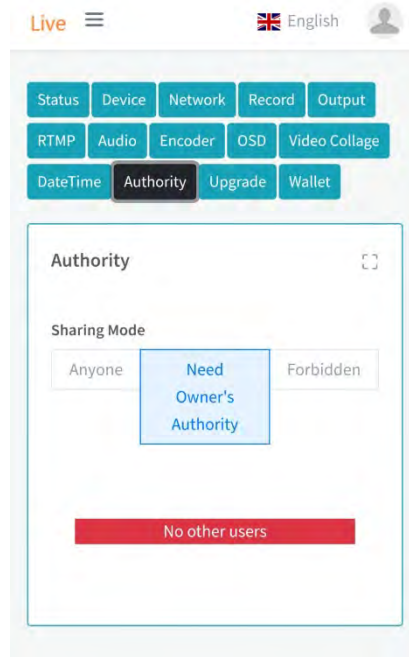 Live English
Status Device Network Record Output
RTMP Audio Encoder OSD Video Collage
DateTime Authority Upgrade Wallet
Authority
Sharing Mode
Anyone Need Forbidden
Owner's
Authority
No other users